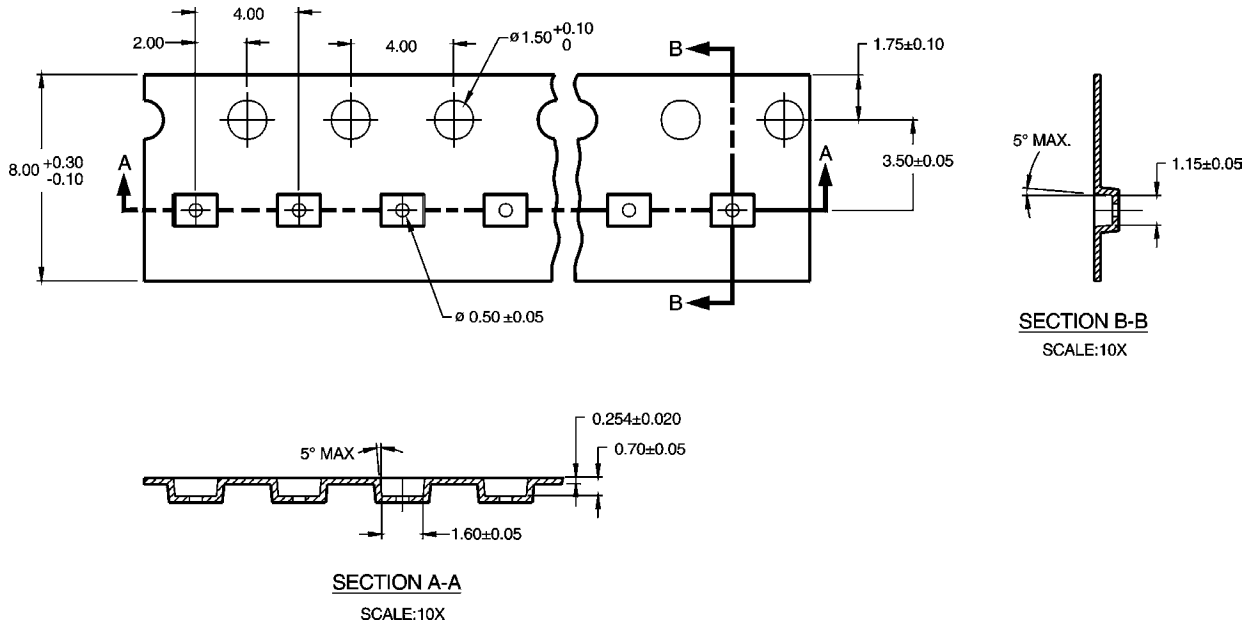 4.00
2.00
4.00
ø 1.50 +0.10
0
B
1.75±0.10
8.00 +0.30
-0.10
A
A
3.50±0.05
5° MAX.
1.15±0.05
B
ø 0.50 ±0.05
SECTION B-B
SCALE:10X
0.254±0.020
5° MAX
0.70±0.05
1.60±0.05
SECTION A-A
SCALE:10X